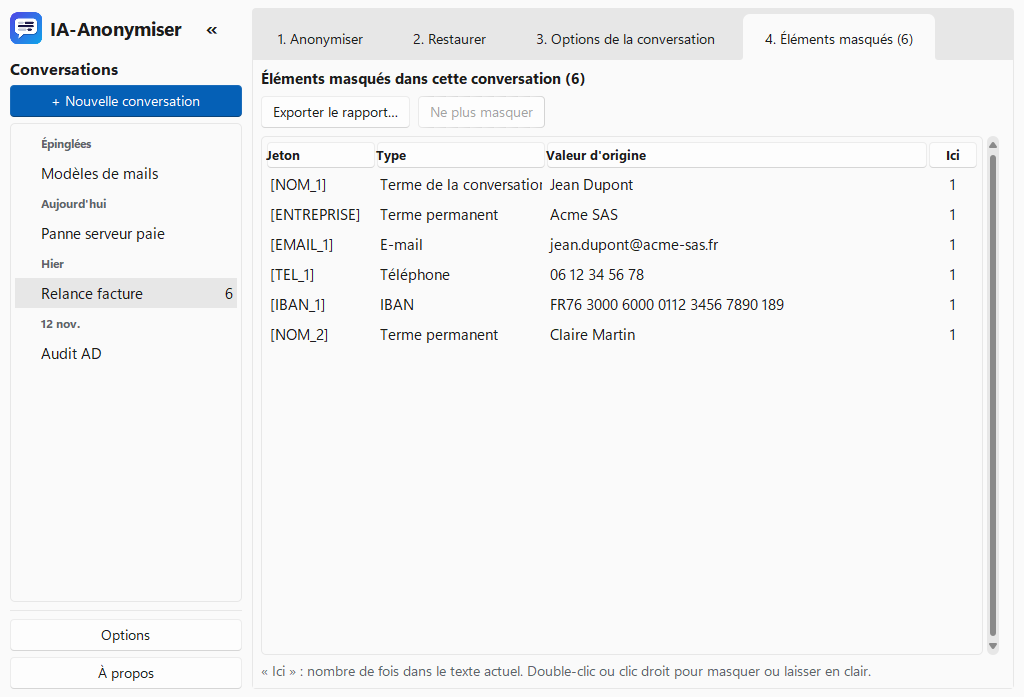 IA-Anonymiser «
Conversations
+ Nouvelle conversation
Épinglées
Modèles de mails
Aujourd'hui
Panne serveur paie
Hier
Relance facture 6
12 nov.
Audit AD
Options
À propos
1. Anonymiser 2. Restaurer 3. Options de la conversation 4. Éléments masqués (6)
Éléments masqués dans cette conversation (6)
Exporter le rapport... Ne plus masquer
Jeton Type Valeur d'origine Ici
[NOM_1] Terme de la conversation Jean Dupont 1
[ENTREPRISE] Terme permanent Acme SAS 1
[EMAIL_1] E-mail jean.dupont@acme-sas.fr 1
[TEL_1] Téléphone 06 12 34 56 78 1
[IBAN_1] IBAN FR76 3000 6000 0112 3456 7890 189 1
[NOM_2] Terme permanent Claire Martin 1
« Ici » : nombre de fois dans le texte actuel. Double-clic ou clic droit pour masquer ou laisser en clair.